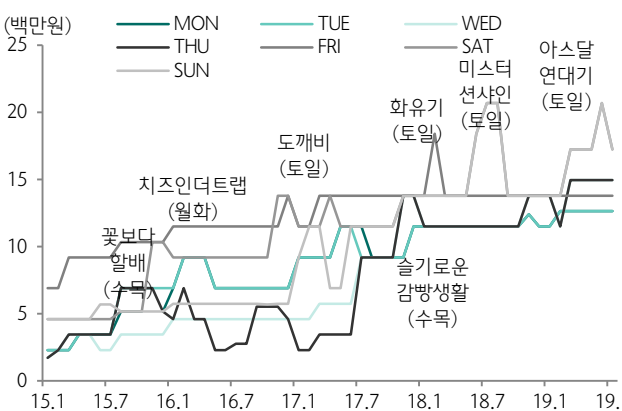 (백만원)
MON TUE WED
THU FRI SAT
SUN
25
20
15
10
5
0
아스달
연대기
(토일)
미스터
션샤인
(토일)
화유기
(토일)
도깨비
(토일)
치즈인더트랩
(월화)
꽃보다
할배
(수목)
슬기로운
감빵생활
(수목)
15.1 15.7 16.1 16.7 17.1 17.7 18.1 18.7 19.1 19.